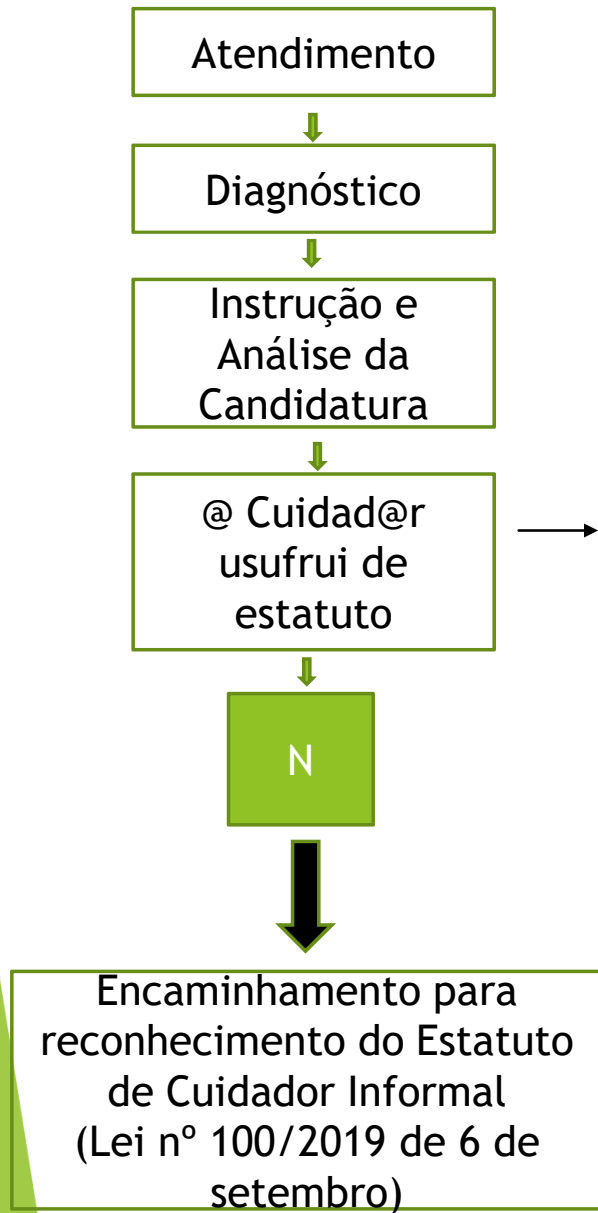 Atendimento
Diagnóstico
Instrução e
Análise da
Candidatura
@ Cuidad@r
usufrui de
estatuto
N
Encaminhamento para
reconhecimento do Estatuto
de Cuidador Informal
(Lei nº 100/2019 de 6 de
setembro)